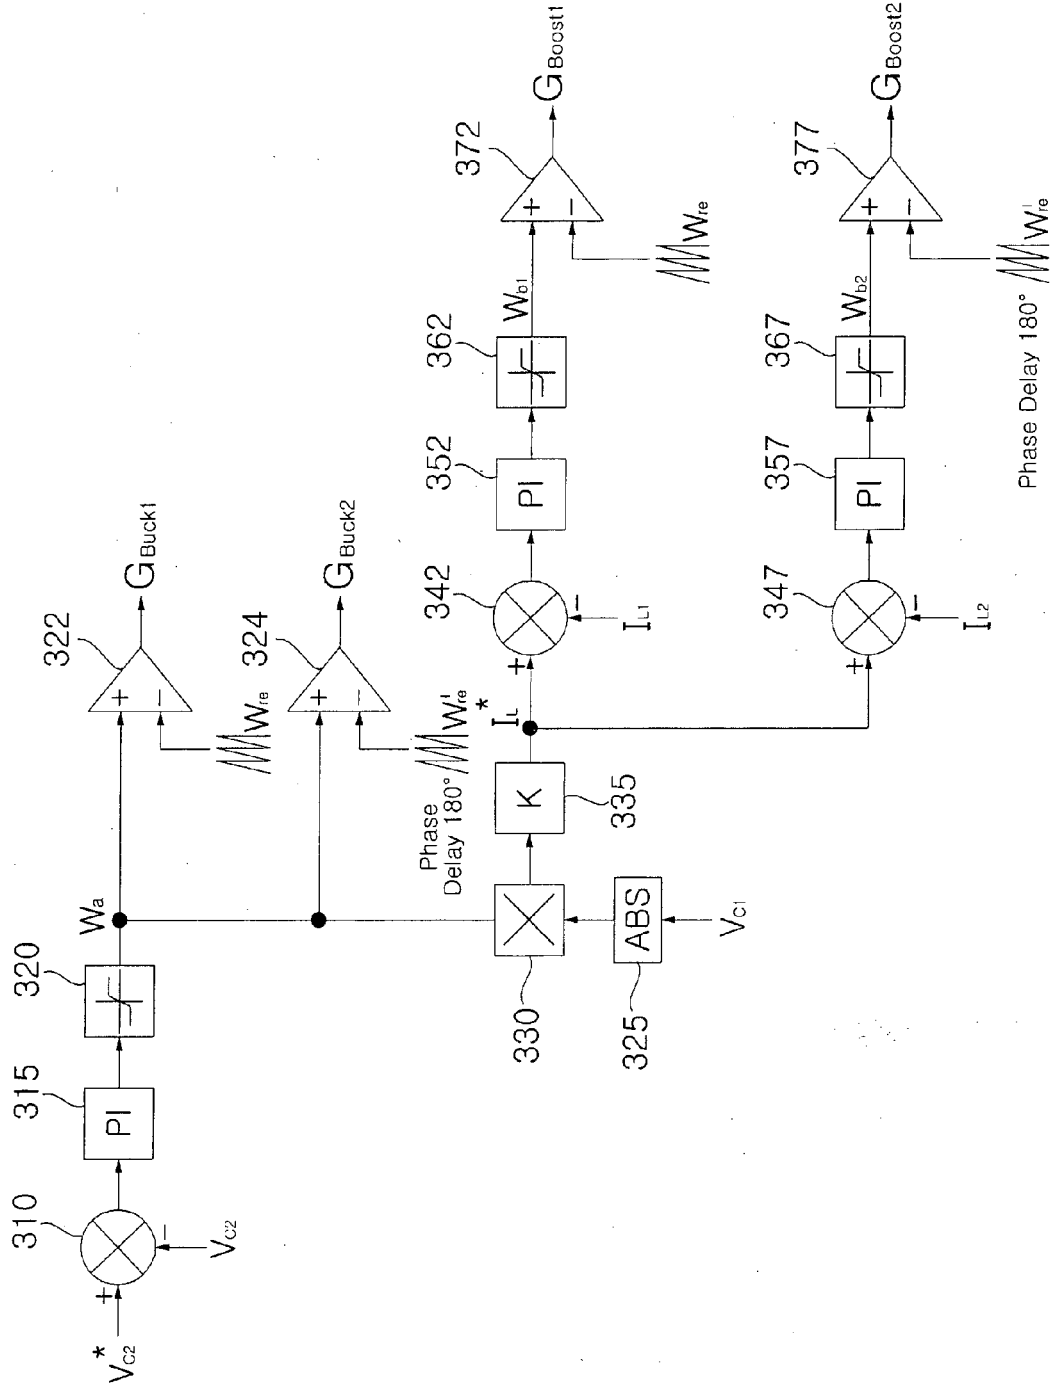 V*C2
+
310
−
VC2
315
PI
320
Wa
322
+
−
GBuck1
Wre
324
+
−
GBuck2
W're
Phase
Delay 180°
330
325
ABS
VC1
K
335
I*L
+
342
−
IL1
352
PI
362
Wb1
372
+
−
GBoost1
Wre
+
347
−
IL2
357
PI
367
Wb2
377
+
−
GBoost2
W're
Phase Delay 180°